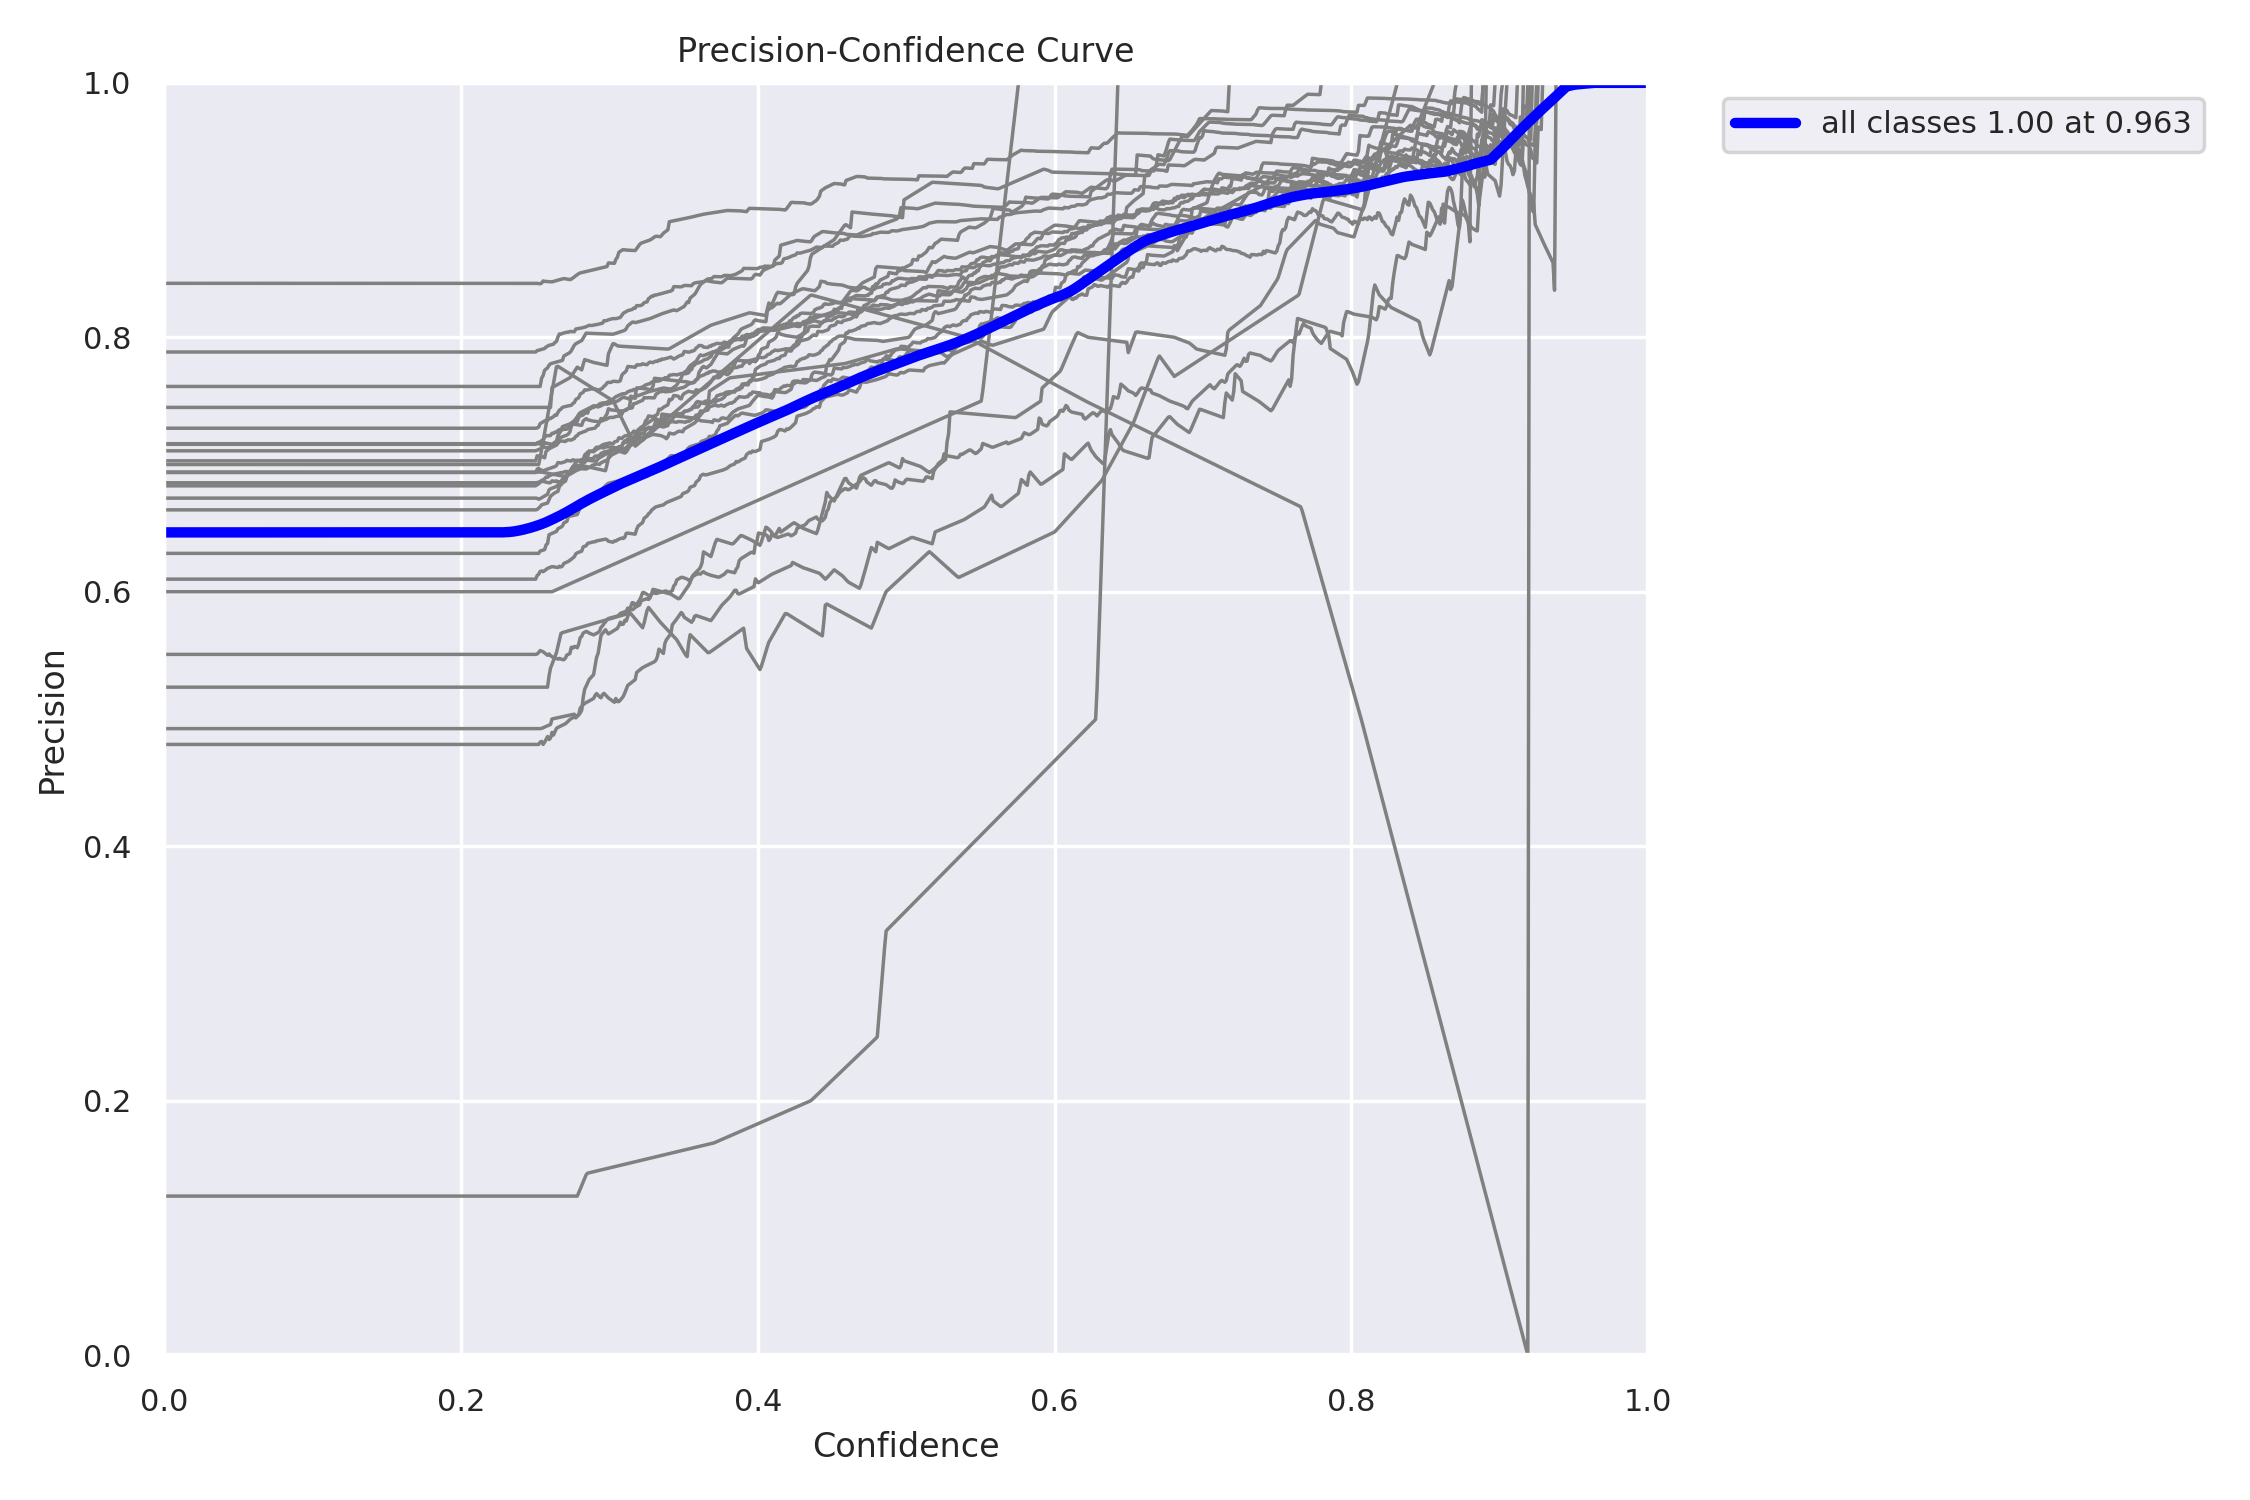 Precision-Confidence Curve
all classes 1.00 at 0.963
1.0
0.8
0.6
0.4
0.2
0.0
Precision
0.0 0.2 0.4 0.6 0.8 1.0
Confidence